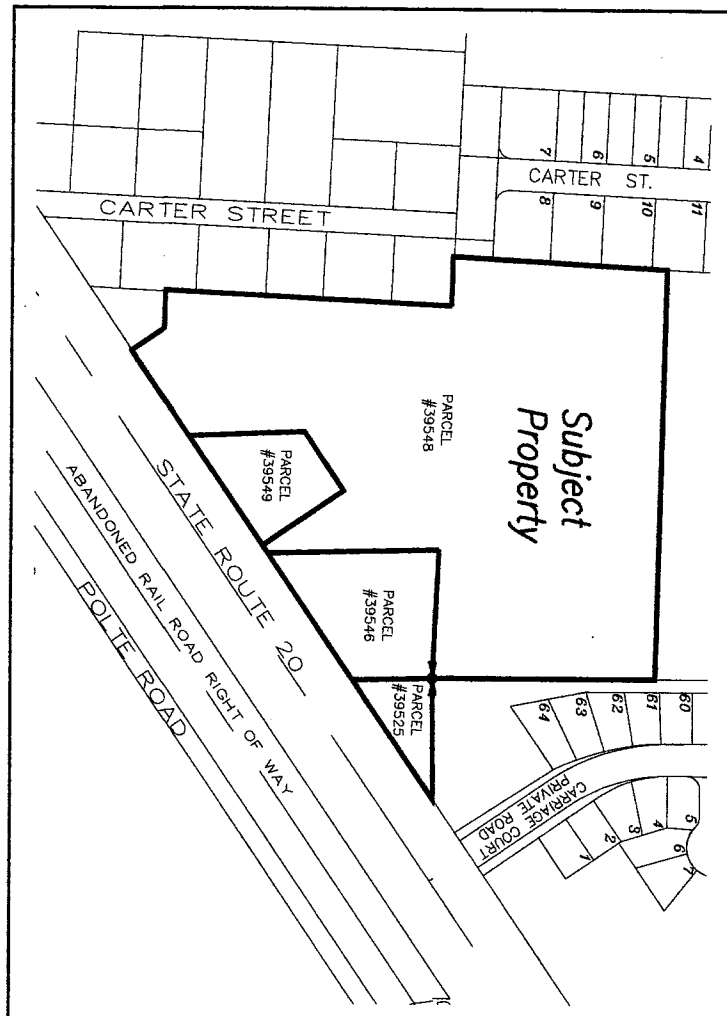 4
5
6
7
CARTER ST.
11
10
9
8
CARTER STREET
Subject
Property
PARCEL
#39548
PARCEL
#39549
PARCEL
#39546
PARCEL
#39525
STATE ROUTE 20
ABANDONED RAIL ROAD RIGHT OF WAY
POLTE ROAD
60
61
62
63
64
CARRIAGE COURT
PRIVATE ROAD
1
2
3
4
5
6
7